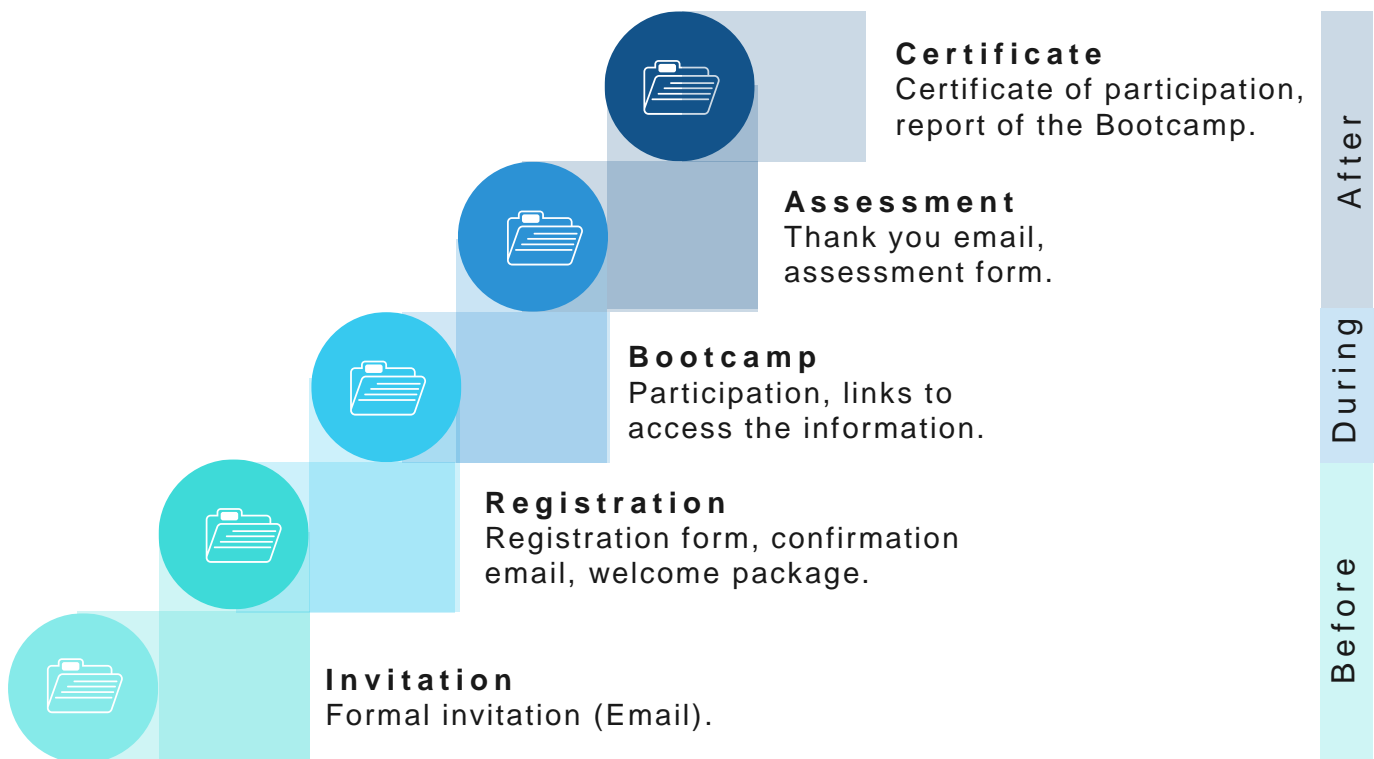 Certificate
Certificate of participation,
report of the Bootcamp.
Assessment
Thank you email,
assessment form.
Bootcamp
Participation, links to
access the information.
Registration
Registration form, confirmation
email, welcome package.
Invitation
Formal invitation (Email).
After
During
Before